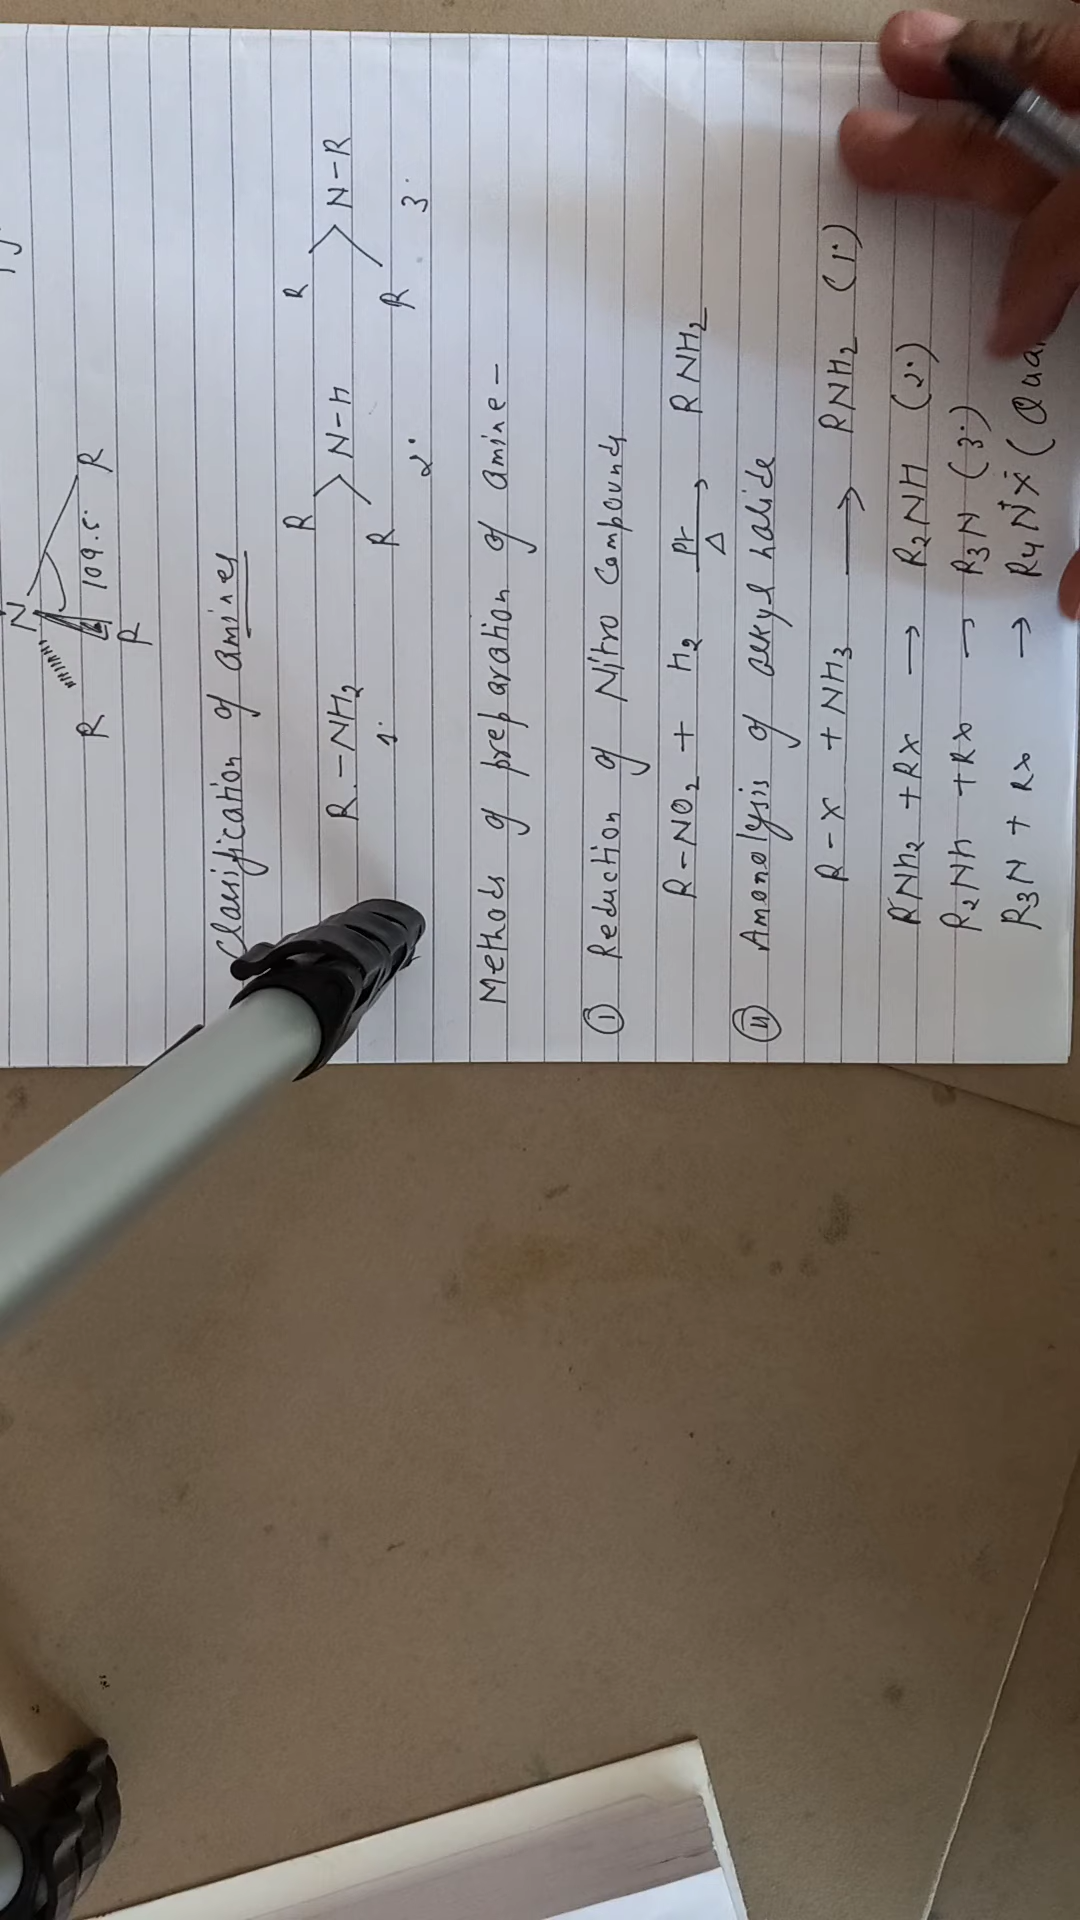 N
R 109.5 R
R
Classification of amines
R R
R-NH2 >N-H >N-R
R R
1° 2° 3°
Methods of preparation of amine-
① Reduction of Nitro Compounds
R-NO2 + H2 Pt/Δ → RNH2
② Amonolysis of alkyl halide
R-X + NH3 → RNH2 (1°)
RNH2 + RX → R2NH (2°)
R2NH + RX → R3N (3°)
R3N + RX → R4N⁺X⁻ (